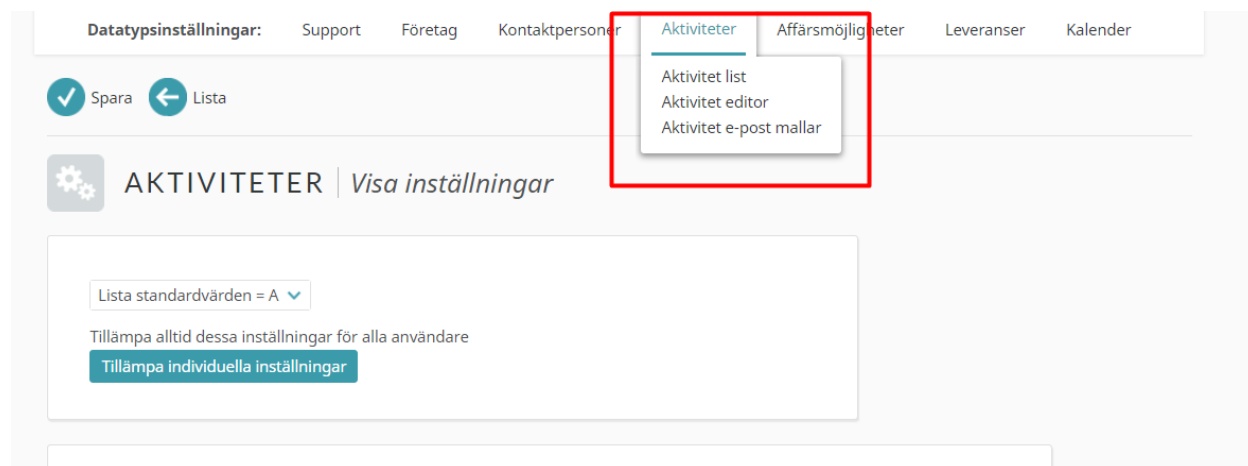 Datatypsinställningar: Support Företag Kontaktpersoner Aktiviteter Affärsmöjligheter Leveranser Kalender
Aktivitet list
Aktivitet editor
Aktivitet e-post mallar
Spara Lista
AKTIVITETER Visa inställningar
Lista standardvärden = A
Tillämpa alltid dessa inställningar för alla användare
Tillämpa individuella inställningar